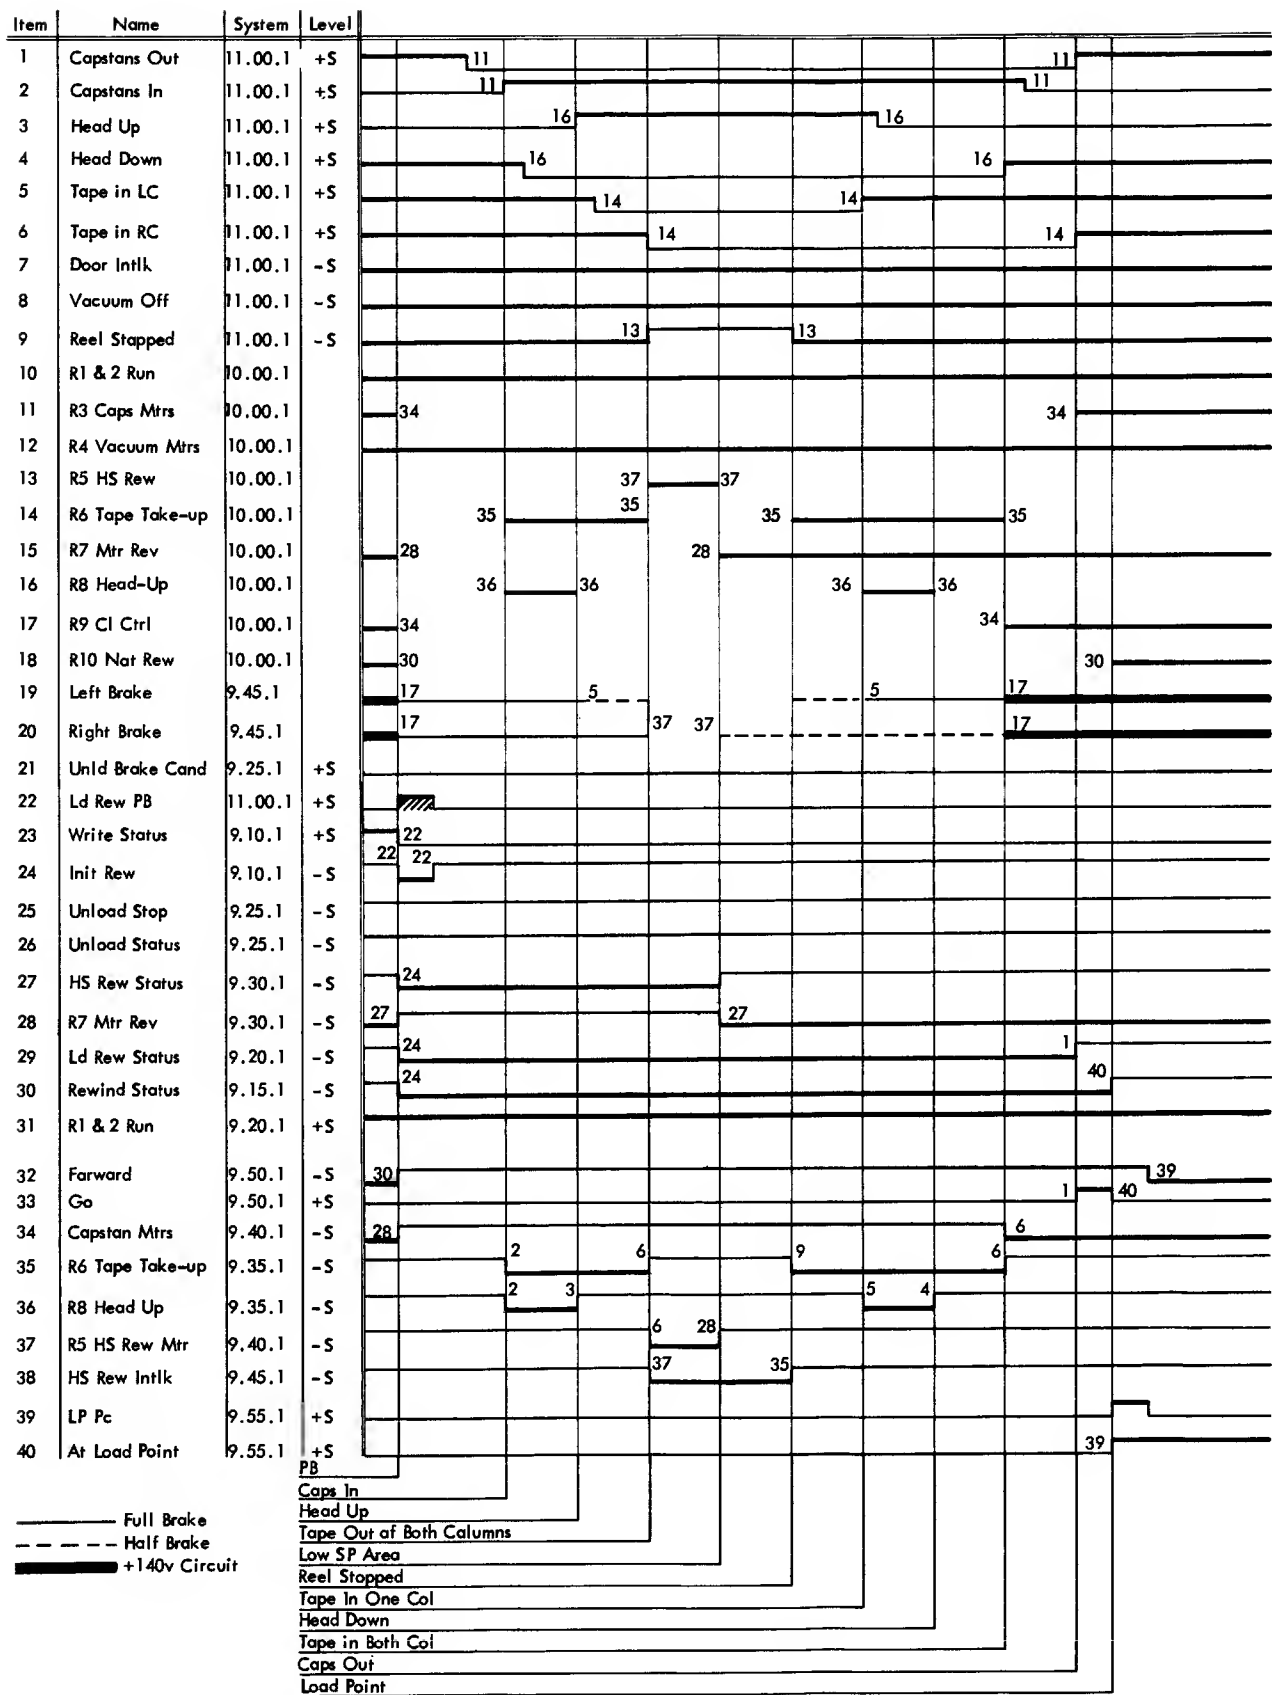 Item Name System Level
1 Capstans Out 11.00.1 +S 11 11
2 Capstans In 11.00.1 +S 11 11
3 Head Up 11.00.1 +S 16 16
4 Head Down 11.00.1 +S 16 16
5 Tape in LC 11.00.1 +S 14 14
6 Tape in RC 11.00.1 +S 14 14
7 Door Intlk 11.00.1 -S
8 Vacuum Off 11.00.1 -S
9 Reel Stapped 11.00.1 -S 13 13
10 R1 & 2 Run 10.00.1
11 R3 Caps Mtrs 10.00.1 34 34
12 R4 Vacuum Mtrs 10.00.1
13 R5 HS Rew 10.00.1 37 37
14 R6 Tape Take-up 10.00.1 35 35 35 35
15 R7 Mtr Rev 10.00.1 28 28
16 R8 Head-Up 10.00.1 36 36 36 36
17 R9 Cl Ctrl 10.00.1 34 34
18 R10 Nat Rew 10.00.1 30 30
19 Left Brake 9.45.1 17 5 5 17
20 Right Brake 9.45.1 17 37 37 17
21 Unld Brake Cand 9.25.1 +S
22 Ld Rew PB 11.00.1 +S
23 Write Status 9.10.1 +S 22
24 Init Rew 9.10.1 -S 22 22
25 Unload Stop 9.25.1 -S
26 Unload Status 9.25.1 -S
27 HS Rew Status 9.30.1 -S 24
28 R7 Mtr Rev 9.30.1 -S 27 27
29 Ld Rew Status 9.20.1 -S 24 1
30 Rewind Status 9.15.1 -S 24 40
31 R1 & 2 Run 9.20.1 +S
32 Farward 9.50.1 -S 30 39
33 Go 9.50.1 +S 1 40
34 Capstan Mtrs 9.40.1 -S 28 6
35 R6 Tape Take-up 9.35.1 -S 2 6 9 6
36 R8 Head Up 9.35.1 -S 2 3 5 4
37 R5 HS Rew Mtr 9.40.1 -S 6 28
38 HS Rew Intlk 9.45.1 -S 37 35
39 LP Pc 9.55.1 +S
40 At Load Point 9.55.1 +S 39
PB
Caps In
Head Up
Tape Out af Both Calumns
Low SP Area
Reel Stopped
Tape In One Col
Head Down
Tape in Both Col
Caps Out
Load Point
Full Brake
Half Brake
+140v Circuit